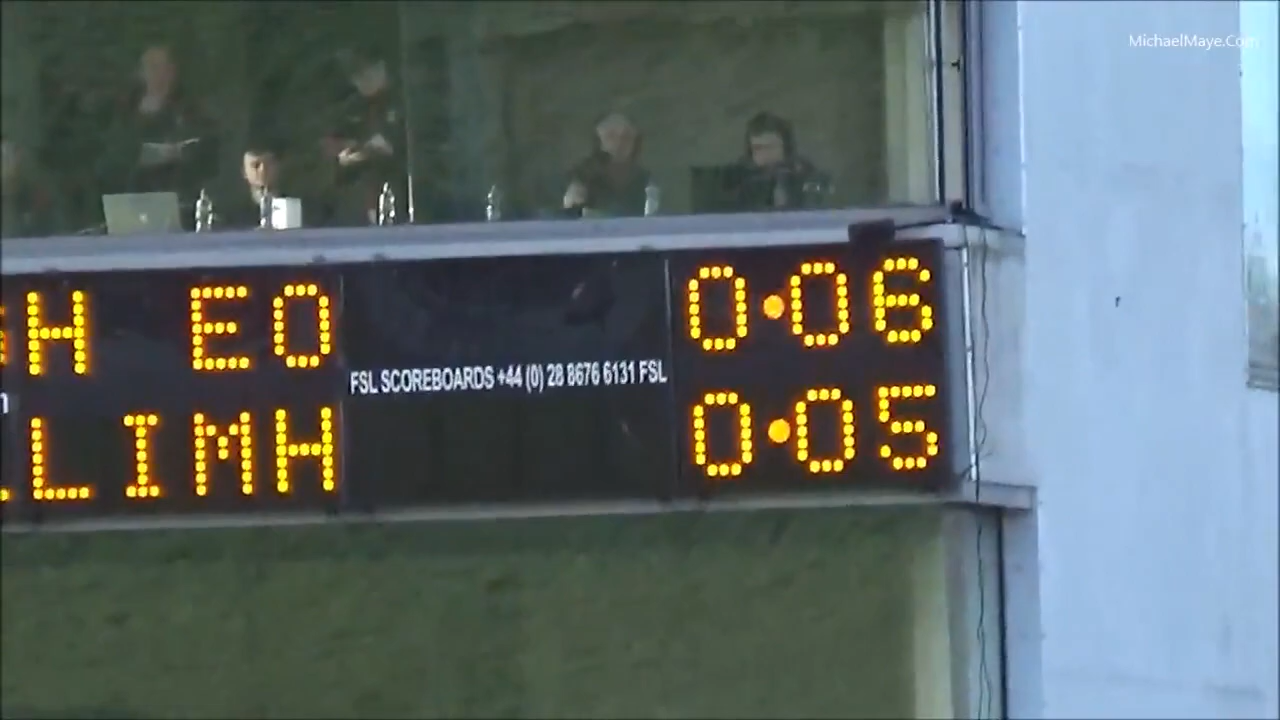 MichaelMaye.Com
H EO
0:06
FSL SCOREBOARDS +44 (0) 28 8676 6131 FSL
LIMH
0:05